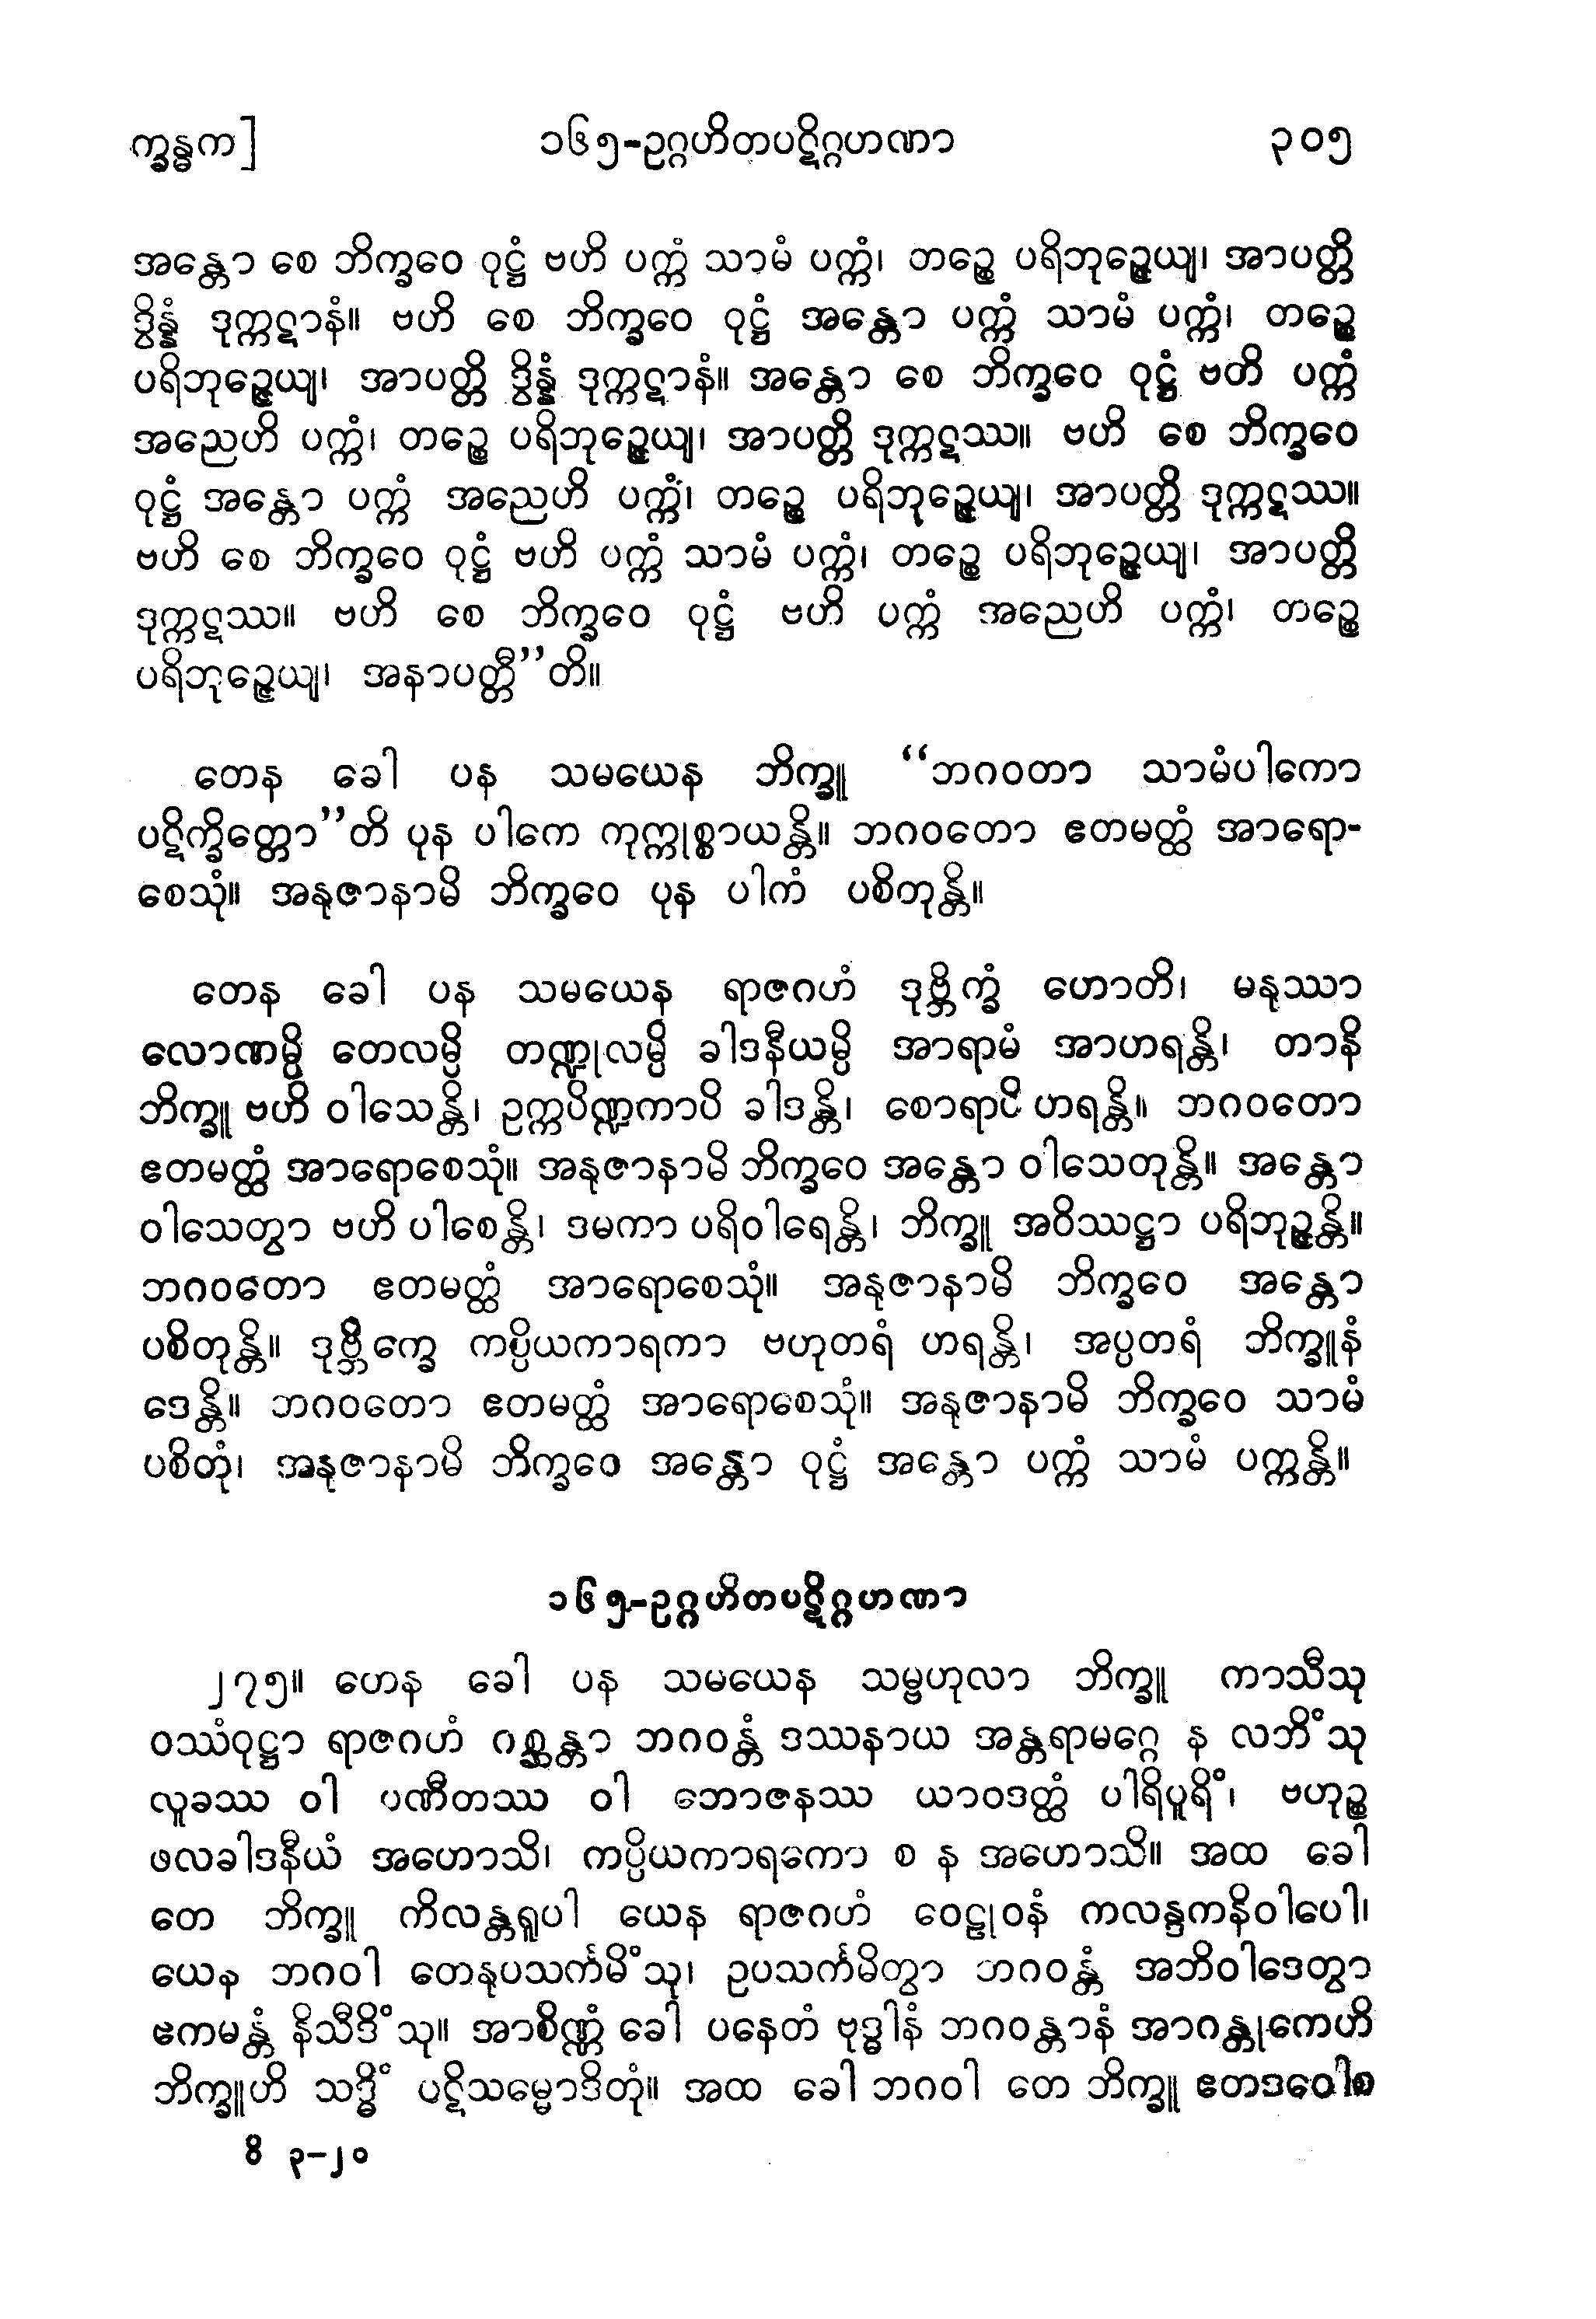 က္ခန္ဓက]
၁၆၅-ဥဂ္ဂဟိတပဋိဂ္ဂဟဏာ
၃၀၅
အန္တော စေ ဘိက္ခဝေ ဝုဋ္ဌံ ဗဟိ ပက္ကံ သာမံ ပက္ကံ၊ တဉ္စေ ပရိဘုဉ္ဇေယျ၊ အာပတ္တိ
ဒွိန္နံ ဒုက္ကဋာနံ။ ဗဟိ စေ ဘိက္ခဝေ ဝုဋ္ဌံ အန္တော ပက္ကံ သာမံ ပက္ကံ၊ တဉ္စေ
ပရိဘုဉ္ဇေယျ၊ အာပတ္တိ ဒွိန္နံ ဒုက္ကဋာနံ။ အန္တော စေ ဘိက္ခဝေ ဝုဋ္ဌံ ဗဟိ ပက္ကံ
အညေဟိ ပက္ကံ၊ တဉ္စေ ပရိဘုဉ္ဇေယျ၊ အာပတ္တိ ဒုက္ကဋဿ။ ဗဟိ စေ ဘိက္ခဝေ
ဝုဋ္ဌံ အန္တော ပက္ကံ အညေဟိ ပက္ကံ၊ တဉ္စေ ပရိဘုဉ္ဇေယျ၊ အာပတ္တိ ဒုက္ကဋဿ။
ဗဟိ စေ ဘိက္ခဝေ ဝုဋ္ဌံ ဗဟိ ပက္ကံ သာမံ ပက္ကံ၊ တဉ္စေ ပရိဘုဉ္ဇေယျ၊ အာပတ္တိ
ဒုက္ကဋဿ။ ဗဟိ စေ ဘိက္ခဝေ ဝုဋ္ဌံ ဗဟိ ပက္ကံ အညေဟိ ပက္ကံ၊ တဉ္စေ
ပရိဘုဉ္ဇေယျ၊ အနာပတ္တီ”တိ။
တေန ခေါ ပန သမယေန ဘိက္ခူ “ဘဂဝတာ သာမံပါကော
ပဋိက္ခိတ္တော”တိ ပုန ပါကေ ကုက္ကုစ္စာယန္တိ။ ဘဂဝတော ဧတမတ္ထံ အာရော-
စေသုံ။ အနုဇာနာမိ ဘိက္ခဝေ ပုန ပါကံ ပစိတုန္တိ။
တေန ခေါ ပန သမယေန ရာဇဂဟံ ဒုဗ္ဘိက္ခံ ဟောတိ၊ မနုဿာ
လောဏမ္ပိ တေလမ္ပိ တဏ္ဍုလမ္ပိ ခါဒနီယမ္ပိ အာရာမံ အာဟရန္တိ၊ တာနိ
ဘိက္ခူ ဗဟိ ဝါသေန္တိ၊ ဥက္ကပိဏ္ဍကာပိ ခါဒန္တိ၊ စောရာပိ ဟရန္တိ။ ဘဂဝတော
ဧတမတ္ထံ အာရောစေသုံ။ အနုဇာနာမိ ဘိက္ခဝေ အန္တော ဝါသေတုန္တိ။ အန္တော
ဝါသေတွာ ဗဟိ ပါစေန္တိ၊ ဒမကာ ပရိဝါရေန္တိ၊ ဘိက္ခူ အဝိဿဋ္ဌာ ပရိဘုဉ္ဇန္တိ။
ဘဂဝတော ဧတမတ္ထံ အာရောစေသုံ။ အနုဇာနာမိ ဘိက္ခဝေ အန္တော
ပစိတုန္တိ။ ဒုဗ္ဘိက္ခေ ကပ္ပိယကာရကာ ဗဟုတရံ ဟရန္တိ၊ အပ္ပတရံ ဘိက္ခူနံ
ဒေန္တိ။ ဘဂဝတော ဧတမတ္ထံ အာရောစေသုံ။ အနုဇာနာမိ ဘိက္ခဝေ သာမံ
ပစိတုံ၊ အနုဇာနာမိ ဘိက္ခဝေ အန္တော ဝုဋ္ဌံ အန္တော ပက္ကံ သာမံ ပက္ကန္တိ။
၁၆၅-ဥဂ္ဂဟိတပဋိဂ္ဂဟဏာ
၂၇၅။ တေန ခေါ ပန သမယေန သမ္ဗဟုလာ ဘိက္ခူ ကာသီသု
ဝဿံဝုဋ္ဌာ ရာဇဂဟံ ဂစ္ဆန္တာ ဘဂဝန္တံ ဒဿနာယ အန္တရာမဂ္ဂေ န လဘိံသု
လူခဿ ဝါ ပဏီတဿ ဝါ ဘောဇနဿ ယာဝဒတ္ထံ ပါရိပူရိံ၊ ဗဟုဉ္စ
ဖလခါဒနီယံ အဟောသိ၊ ကပ္ပိယကာရကော စ န အဟောသိ။ အထ ခေါ
တေ ဘိက္ခူ ကိလန္တရူပါ ယေန ရာဇဂဟံ ဝေဠုဝနံ ကလန္ဒကနိဝါပေါ၊
ယေန ဘဂဝါ တေနုပသင်္ကမိံသု၊ ဥပသင်္ကမိတွာ ဘဂဝန္တံ အဘိဝါဒေတွာ
ဧကမန္တံ နိသီဒိံသု။ အာစိဏ္ဏံ ခေါ ပနေတံ ဗုဒ္ဓါနံ ဘဂဝန္တာနံ အာဂန္တုကေဟိ
ဘိက္ခူဟိ သဒ္ဓိံ ပဋိသမ္မောဒိတုံ။ အထ ခေါ ဘဂဝါ တေ ဘိက္ခူ ဧတဒဝေါစ
ဝိ ၃-၂၀